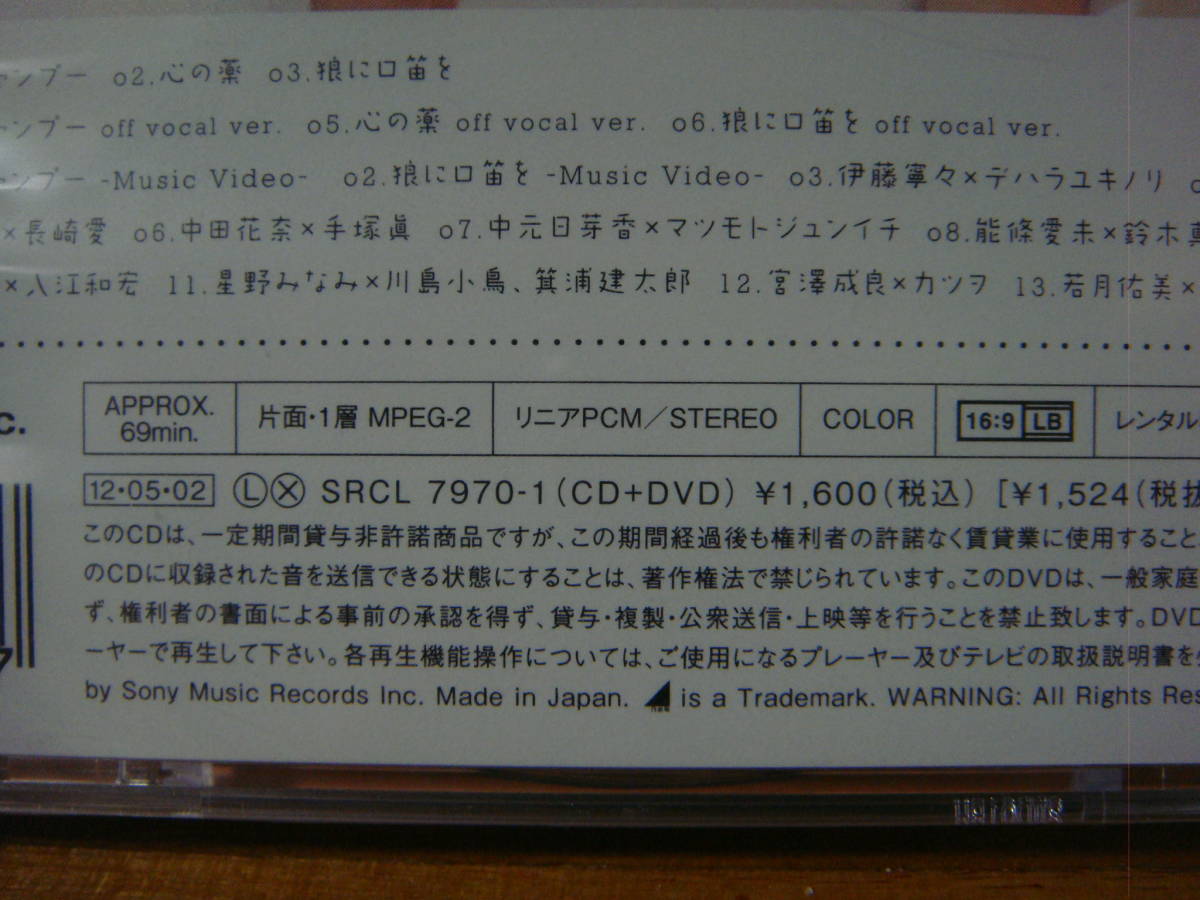 ャンプー o2.心の薬 o3.狼に口笛を
ャンプー off vocal ver. o5.心の薬 off vocal ver. o6.狼に口笛を off vocal ver.
ャンプー -Music Video- o2.狼に口笛を -Music Video- o3.伊藤寧々×デハラユキノリ
×長崎愛 o6.中田花奈×手塚眞 o7.中元日芽香×マツモトジュンイチ o8.能條愛未×鈴木
×入江和宏 11.星野みなみ×川島小鳥、箕浦建太郎 12.宮澤成良×カツヲ 13.若月佑美×
c.
APPROX. 69min. 片面・1層 MPEG-2 リニアPCM/STEREO COLOR 16:9 LB レンタル
12・05・02 Ⓛ Ⓧ SRCL 7970-1(CD+DVD) ¥1,600(税込) [¥1,524(税抜
このCDは、一定期間貸与非許諾商品ですが、この期間経過後も権利者の許諾なく賃貸業に使用すること
のCDに収録された音を送信できる状態にすることは、著作権法で禁じられています。このDVDは、一般家庭
ず、権利者の書面による事前の承認を得ず、貸与・複製・公衆送信・上映等を行うことを禁止致します。DVD
ーヤーで再生して下さい。各再生機能操作については、ご使用になるプレーヤー及びテレビの取扱説明書を
by Sony Music Records Inc. Made in Japan. is a Trademark. WARNING: All Rights Res
7